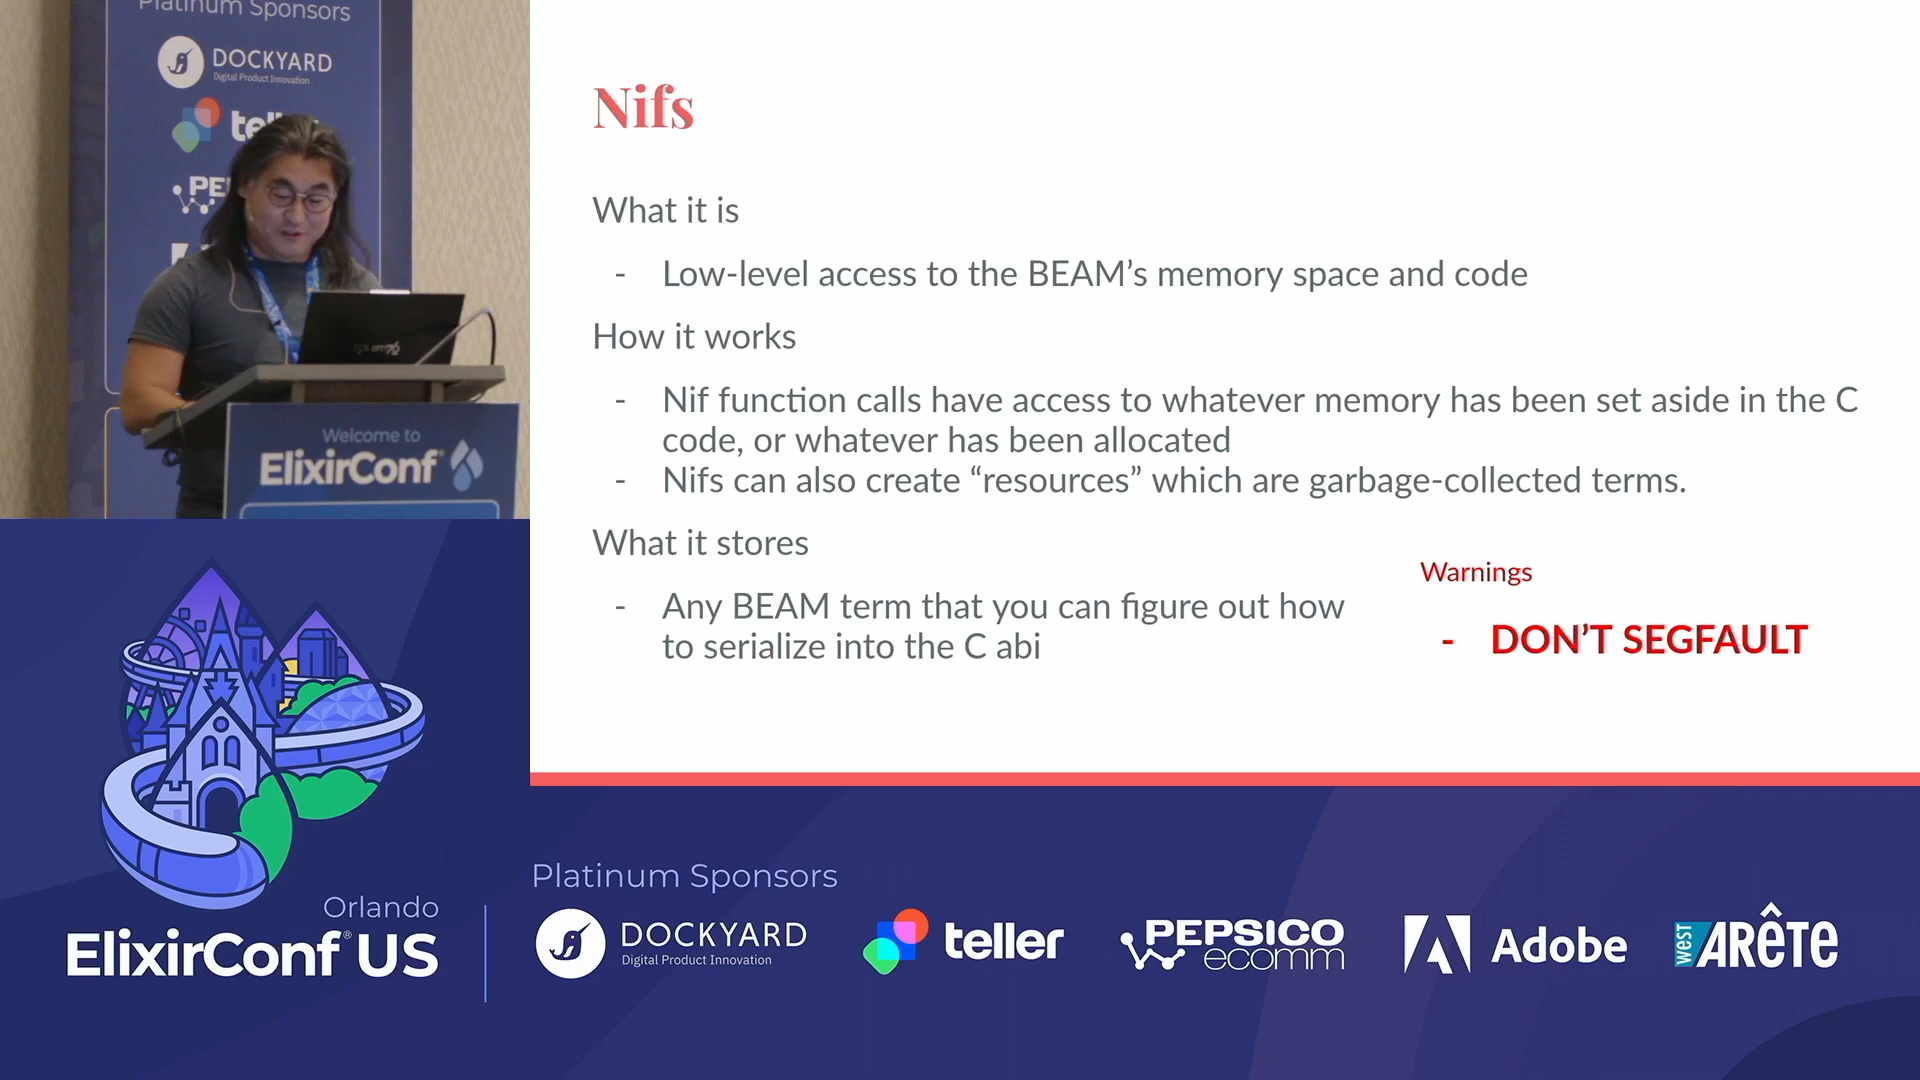 Platinum Sponsors
DOCKYARD
Digital Product Innovation
Welcome to
ElixirConf
Nifs
What it is
- Low-level access to the BEAM’s memory space and code
How it works
- Nif function calls have access to whatever memory has been set aside in the C
code, or whatever has been allocated
- Nifs can also create “resources” which are garbage-collected terms.
What it stores
- Any BEAM term that you can figure out how
to serialize into the C abi
Warnings
- DON’T SEGFAULT
Orlando
ElixirConf® US
Platinum Sponsors
DOCKYARD
Digital Product Innovation
teller
PEPSICO
ecomm
Adobe
west ARÊTE